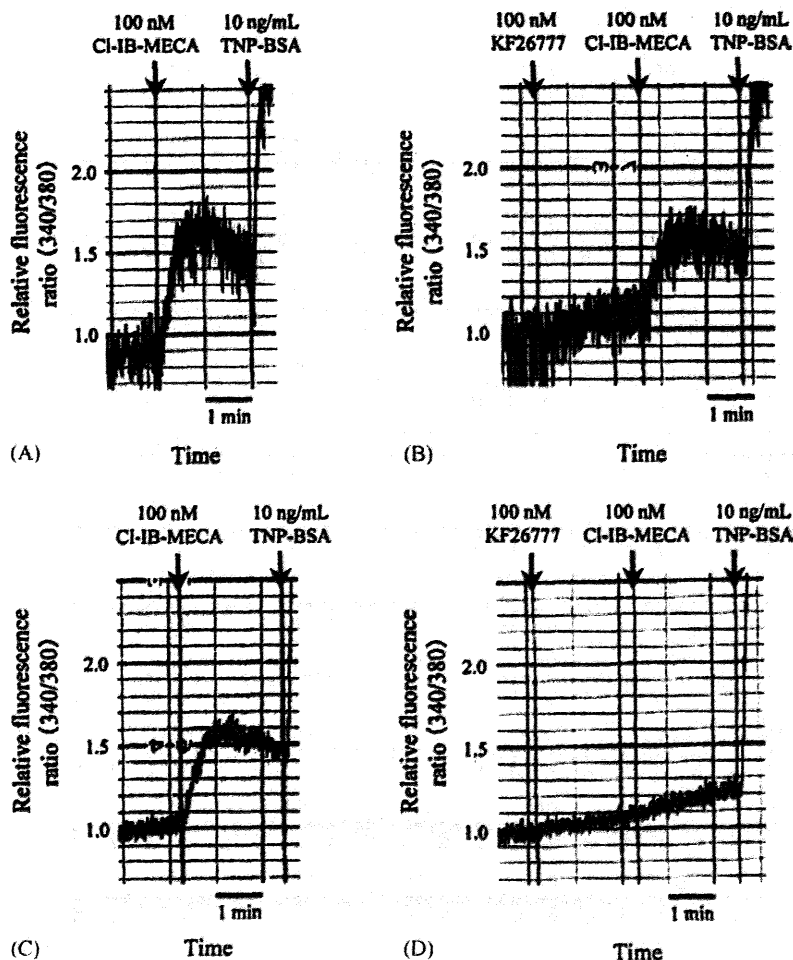 100 nM
Cl-IB-MECA
10 ng/mL
TNP-BSA
Relative fluorescence
ratio (340/380)
2.0
1.5
1.0
1 min
(A)
Time
100 nM
KF26777
100 nM
Cl-IB-MECA
10 ng/mL
TNP-BSA
Relative fluorescence
ratio (340/380)
2.0
1.5
1.0
1 min
(B)
Time
100 nM
Cl-IB-MECA
10 ng/mL
TNP-BSA
Relative fluorescence
ratio (340/380)
2.0
1.5
1.0
1 min
(C)
Time
100 nM
KF26777
100 nM
Cl-IB-MECA
10 ng/mL
TNP-BSA
Relative fluorescence
ratio (340/380)
2.0
1.5
1.0
1 min
(D)
Time